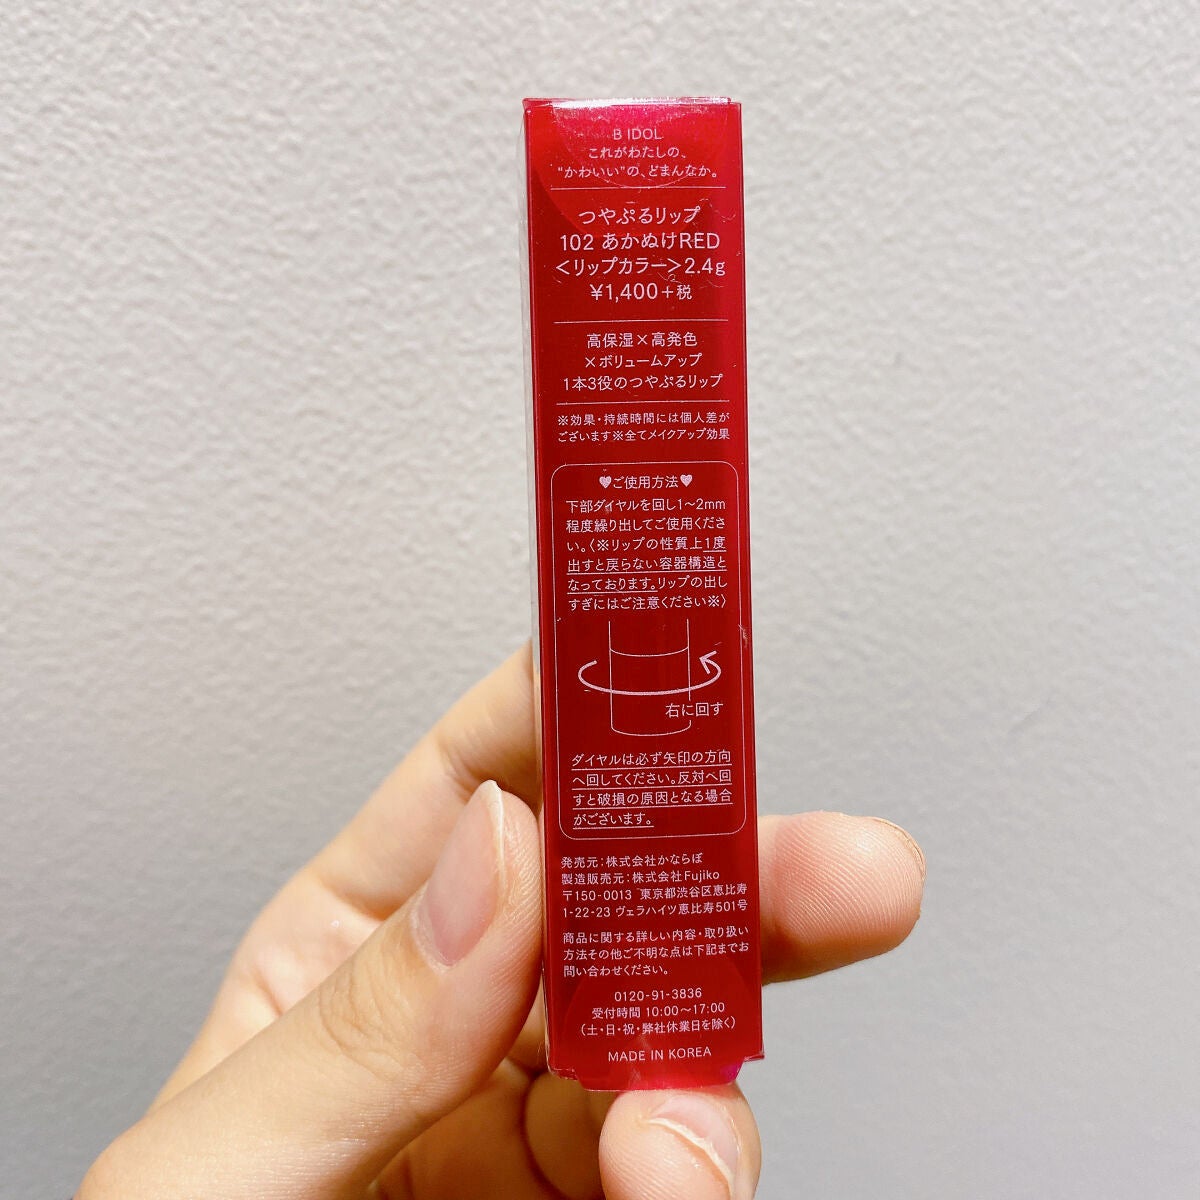 B IDOL
これがわたしの、
"かわいい"の、どまんなか。
つやぷるリップ
102 あかぬけRED
＜リップカラー＞2.4g
¥1,400＋税
高保湿×高発色
×ボリュームアップ
1本3役のつやぷるリップ
※効果・持続時間には個人差が
ございます※全てメイクアップ効果
♥ご使用方法♥
下部ダイヤルを回し1〜2mm
程度繰り出してご使用くださ
い。〈※リップの性質上1度
出すと戻らない容器構造と
なっております。リップの出し
すぎにはご注意ください※〉
右に回す
ダイヤルは必ず矢印の方向
へ回してください。反対へ回
すと破損の原因となる場合
がございます。
発売元：株式会社かならぼ
製造販売元：株式会社Fujiko
〒150-0013 東京都渋谷区恵比寿
1-22-23 ヴェラハイツ恵比寿501号
商品に関する詳しい内容・取り扱い
方法その他ご不明な点は下記までお
問い合わせください。
0120-91-3836
受付時間 10:00〜17:00
（土・日・祝・弊社休業日を除く）
MADE IN KOREA